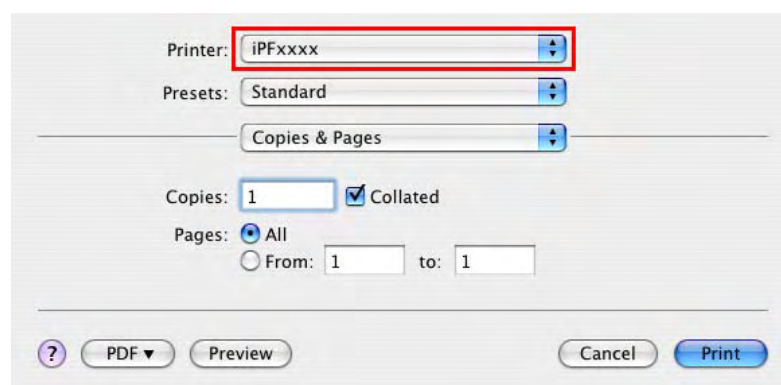 Printer: iPFxxxx
Presets: Standard
Copies & Pages
Copies: 1 Collated
Pages: All
From: 1 to: 1
? PDF ▼ Preview Cancel Print